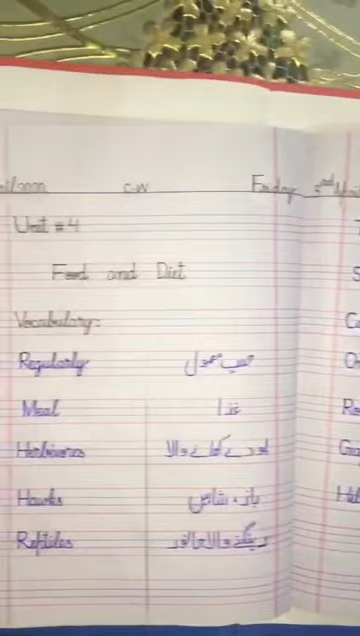 C.W Friday
Unit # 4
Food and Diet
Vocabulary:
Regularly حسب معمول
Meal غذا
Herbivores پودے کھانے والا
Hawks باز، شاہین
Reptiles رینگنے والا جانور